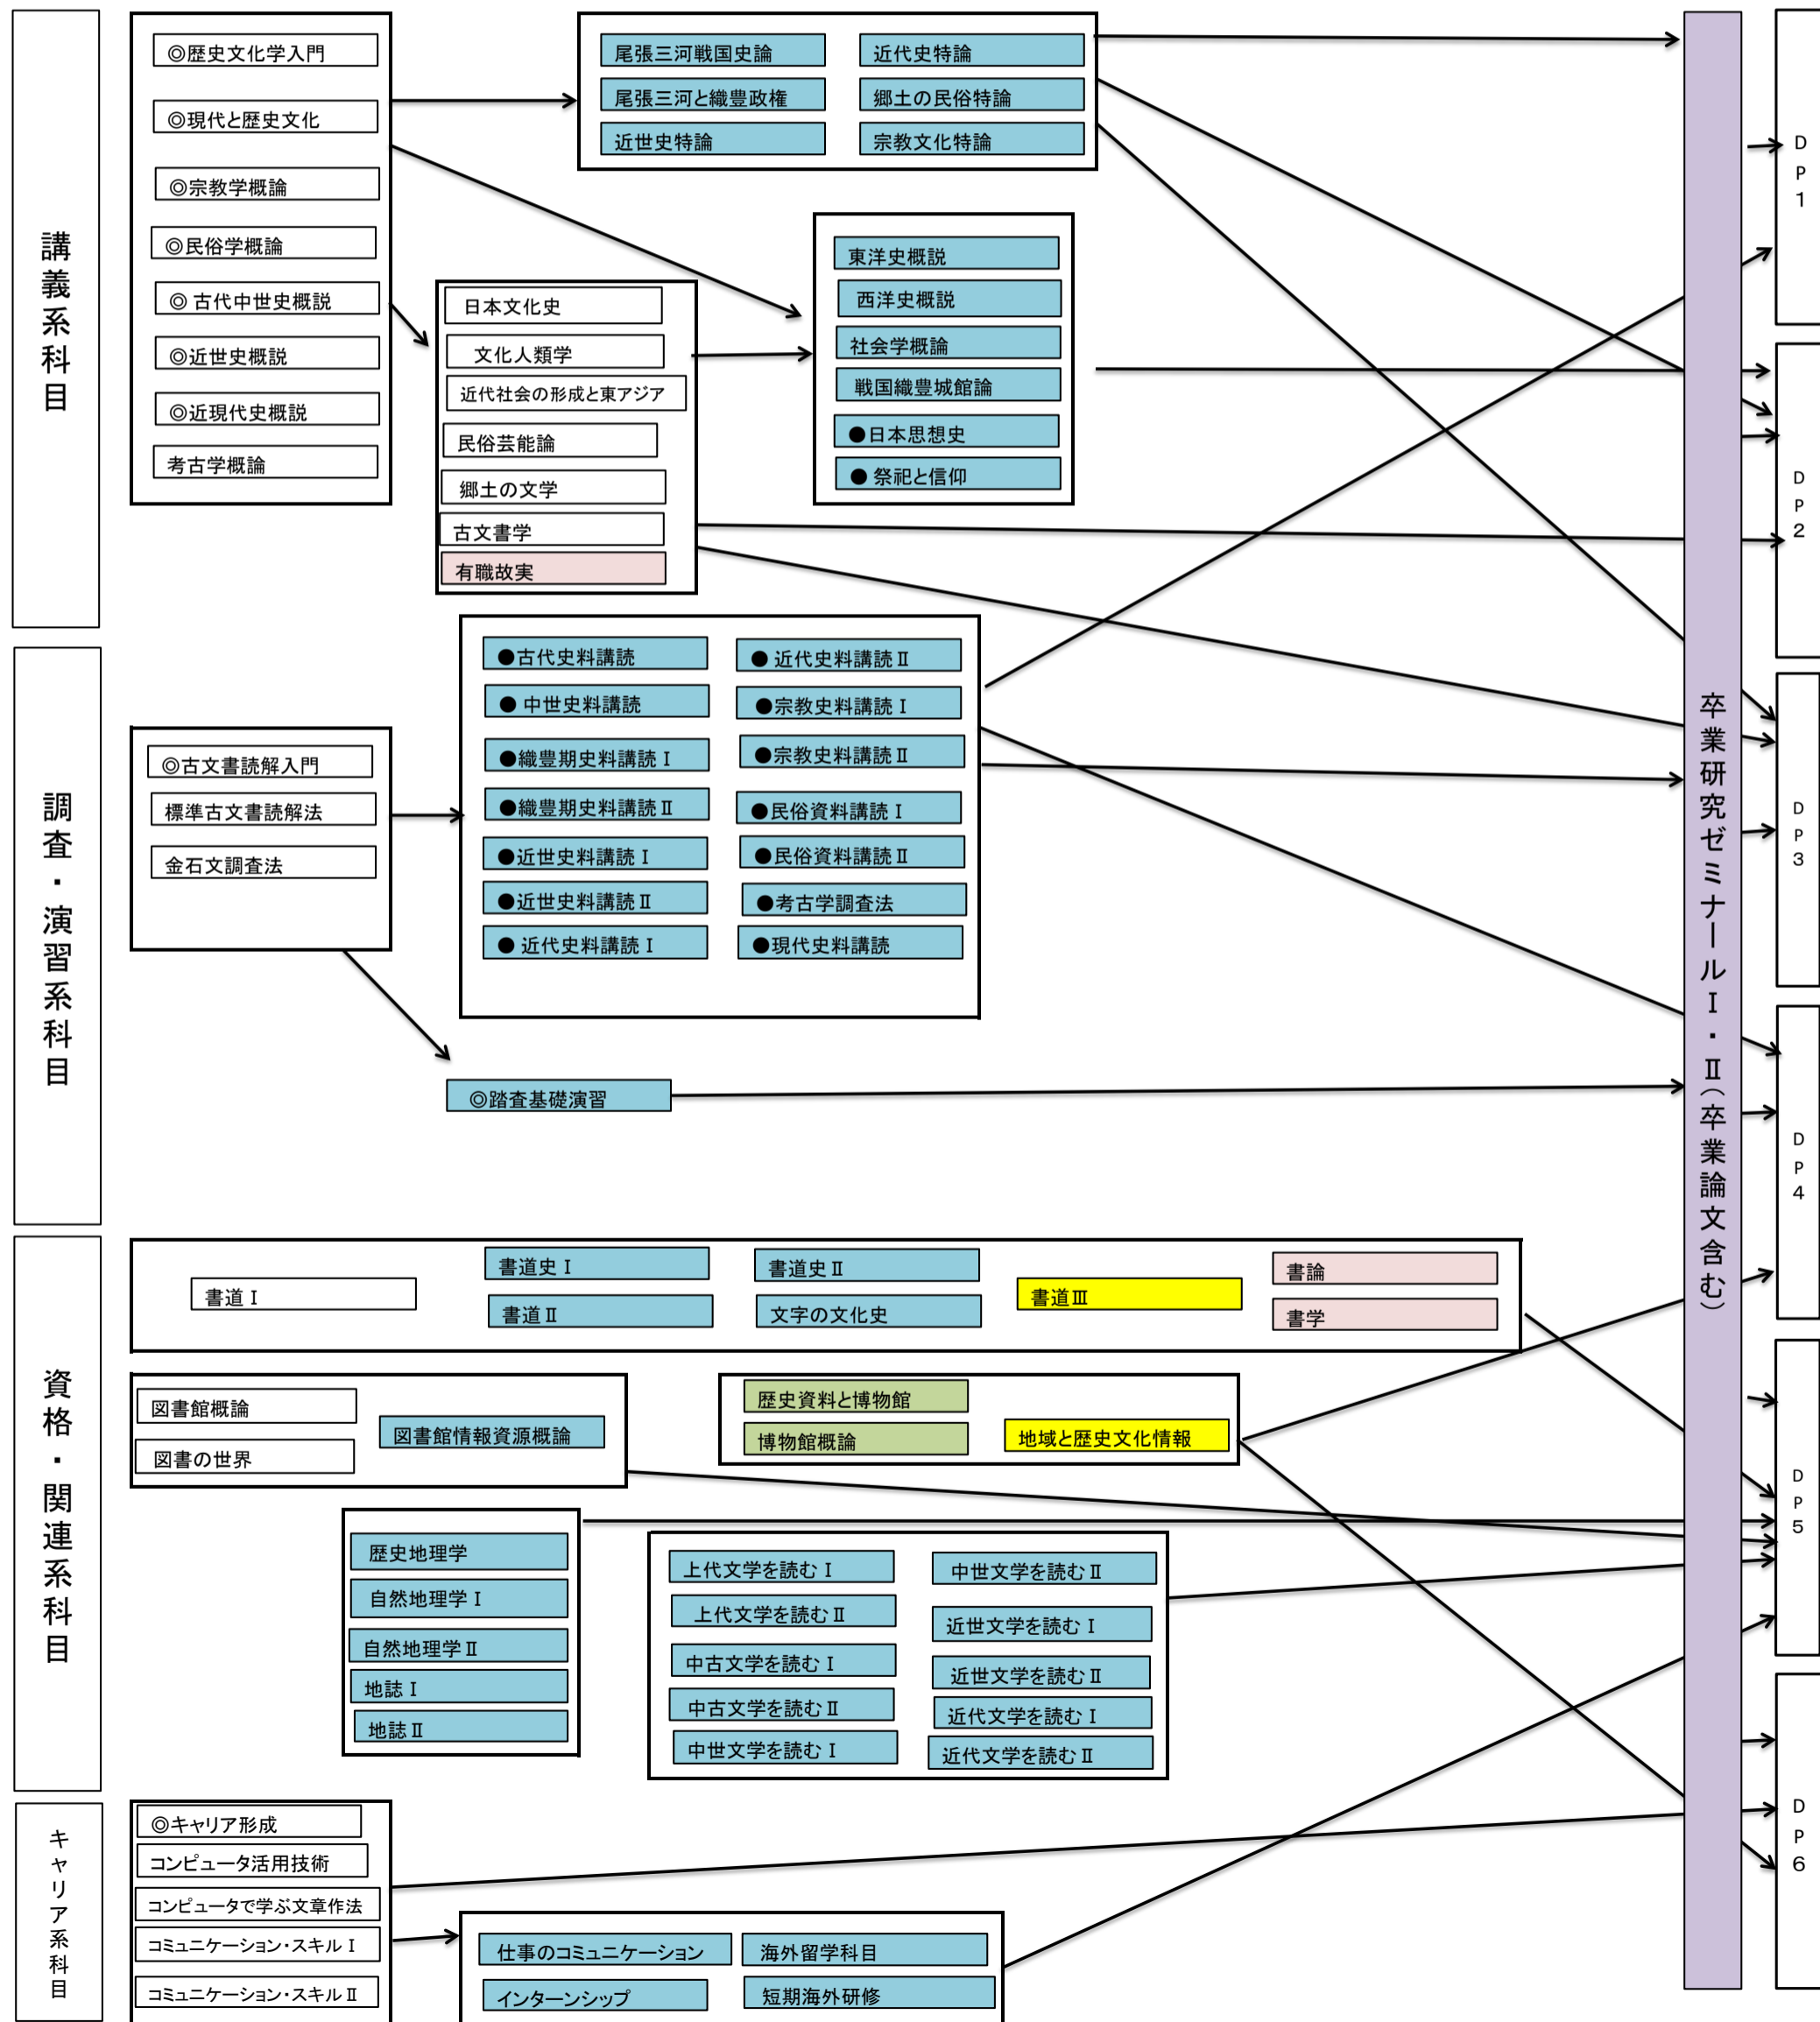 講義系科目
◎歴史文化学入門
◎現代と歴史文化
◎宗教学概論
◎民俗学概論
◎ 古代中世史概説
◎近世史概説
◎近現代史概説
考古学概論
尾張三河戦国史論
尾張三河と織豊政権
近世史特論
近代史特論
郷土の民俗特論
宗教文化特論
日本文化史
文化人類学
近代社会の形成と東アジア
民俗芸能論
郷土の文学
古文書学
有職故実
東洋史概説
西洋史概説
社会学概論
戦国織豊城館論
●日本思想史
● 祭祀と信仰
調査・演習系科目
◎古文書読解入門
標準古文書読解法
金石文調査法
●古代史料講読
● 中世史料講読
●織豊期史料講読Ⅰ
●織豊期史料講読Ⅱ
●近世史料講読Ⅰ
●近世史料講読Ⅱ
● 近代史料講読Ⅰ
● 近代史料講読Ⅱ
●宗教史料講読Ⅰ
●宗教史料講読Ⅱ
●民俗資料講読Ⅰ
●民俗資料講読Ⅱ
●考古学調査法
●現代史料講読
◎踏査基礎演習
資格・関連系科目
書道Ⅰ
書道史Ⅰ
書道Ⅱ
書道史Ⅱ
文字の文化史
書道Ⅲ
書論
書学
図書館概論
図書の世界
図書館情報資源概論
歴史資料と博物館
博物館概論
地域と歴史文化情報
歴史地理学
自然地理学Ⅰ
自然地理学Ⅱ
地誌Ⅰ
地誌Ⅱ
上代文学を読むⅠ
上代文学を読むⅡ
中古文学を読むⅠ
中古文学を読むⅡ
中世文学を読むⅠ
中世文学を読むⅡ
近世文学を読むⅠ
近世文学を読むⅡ
近代文学を読むⅠ
近代文学を読むⅡ
キャリア系科目
◎キャリア形成
コンピュータ活用技術
コンピュータで学ぶ文章作法
コミュニケーション・スキルⅠ
コミュニケーション・スキルⅡ
仕事のコミュニケーション
インターンシップ
海外留学科目
短期海外研修
卒業研究ゼミナールⅠ・Ⅱ（卒業論文含む）
DP1
DP2
DP3
DP4
DP5
DP6